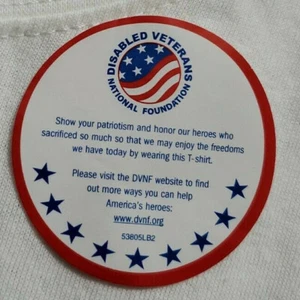 DISABLED VETERANS
NATIONAL FOUNDATION
Show your patriotism and honor our heroes who
sacrificed so much so that we may enjoy the freedoms
we have today by wearing this T-shirt.
Please visit the DVNF website to find
out more ways you can help
America's heroes:
www.dvnf.org
53805LB2